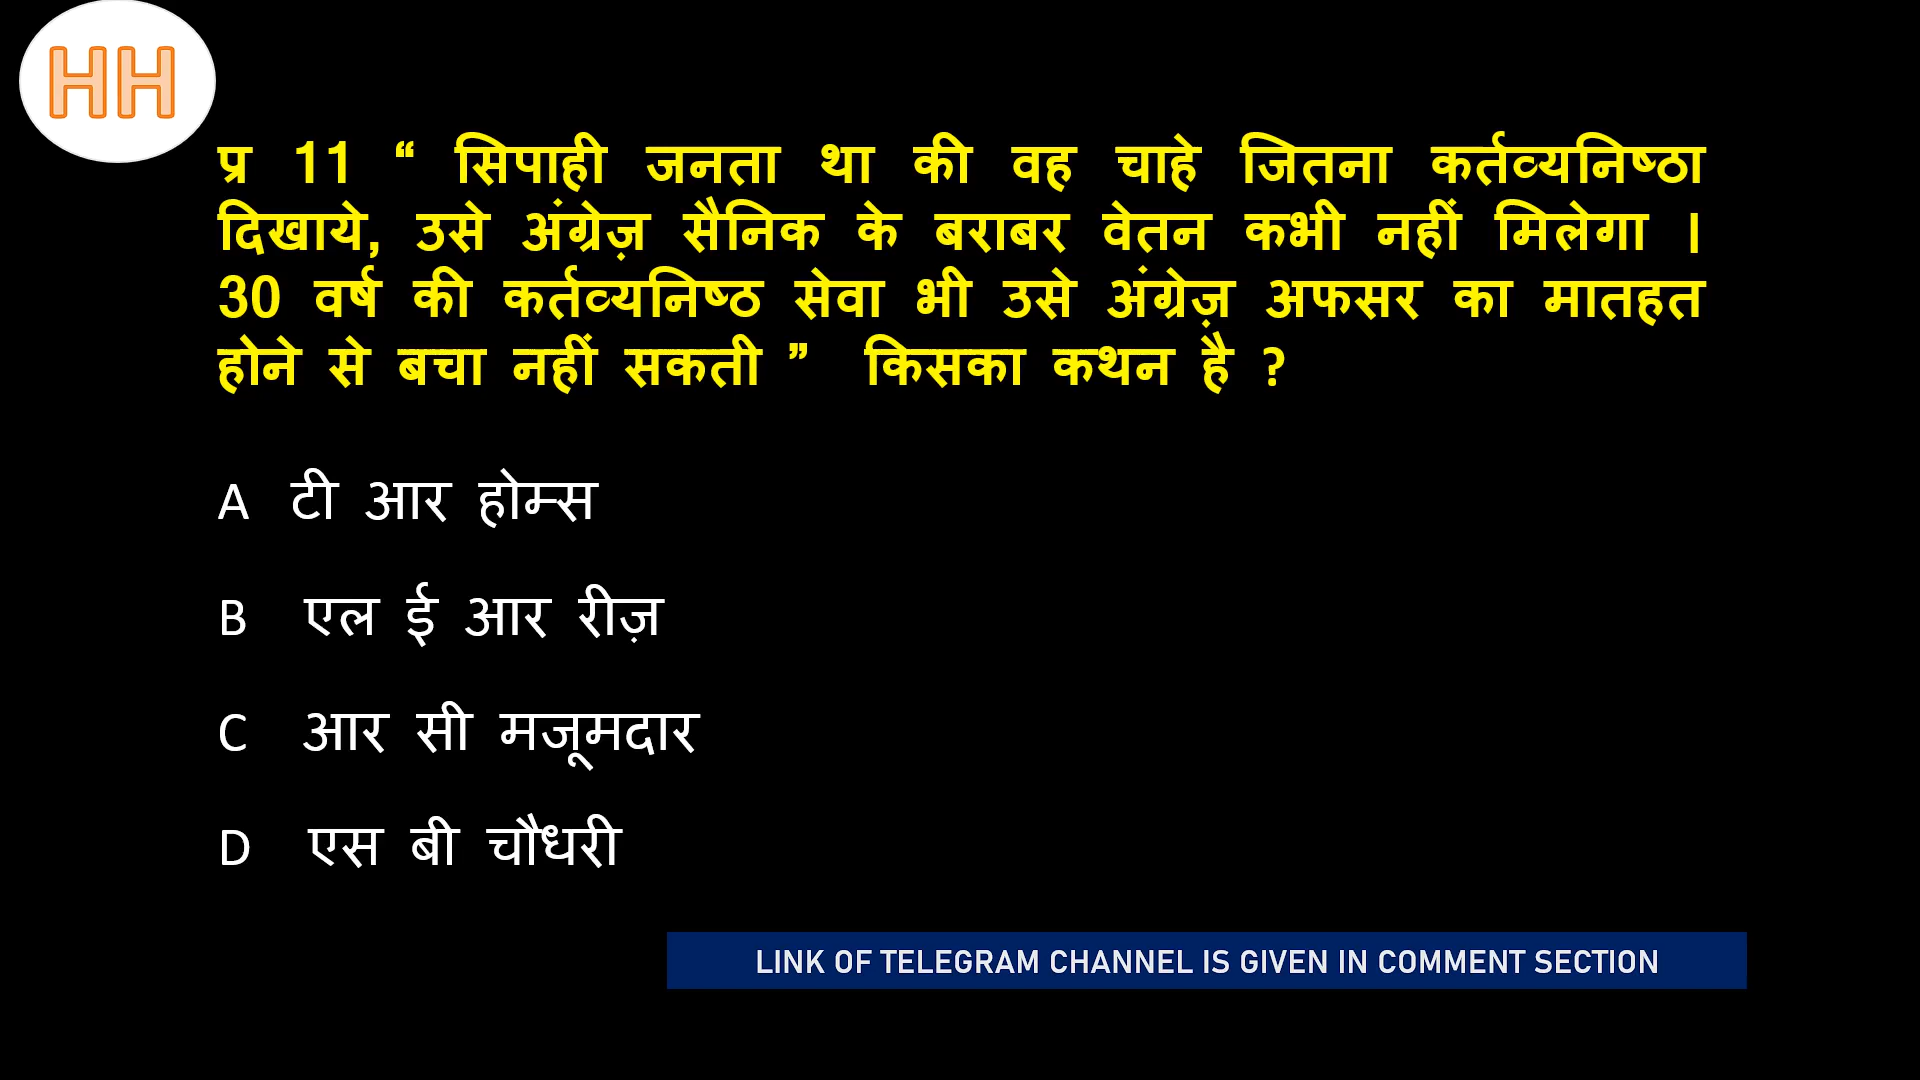 HH
प्र 11 “ सिपाही जनता था की वह चाहे जितना कर्तव्यनिष्ठा
दिखाये, उसे अंग्रेज़ सैनिक के बराबर वेतन कभी नहीं मिलेगा ।
30 वर्ष की कर्तव्यनिष्ठ सेवा भी उसे अंग्रेज़ अफसर का मातहत
होने से बचा नहीं सकती ” किसका कथन है ?
A टी आर होम्स
B एल ई आर रीज़
C आर सी मजूमदार
D एस बी चौधरी
LINK OF TELEGRAM CHANNEL IS GIVEN IN COMMENT SECTION